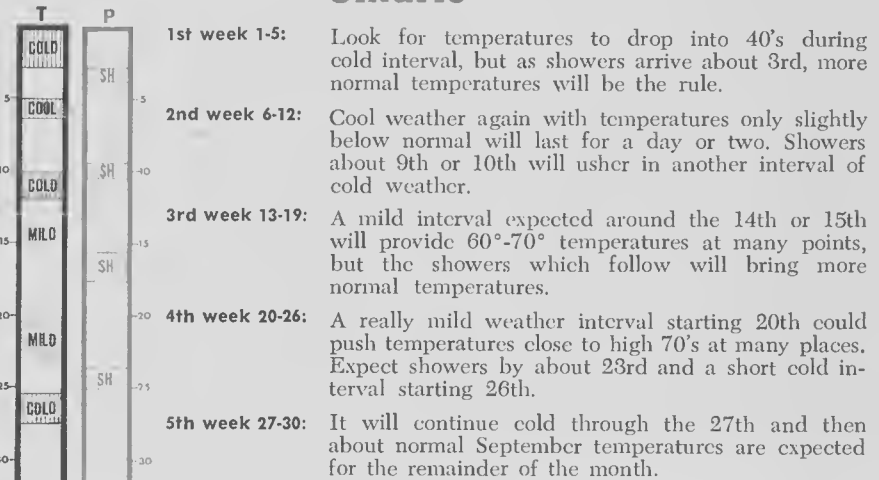 T P
COLD
SH
5 5
COOL
10 SH 10
COLD
MILD
15 15
SH
20 20
MILD
SH
25 25
COLD
30 30
1st week 1-5: Look for temperatures to drop into 40's during
cold interval, but as showers arrive about 3rd, more
normal temperatures will be the rule.
2nd week 6-12: Cool weather again with temperatures only slightly
below normal will last for a day or two. Showers
about 9th or 10th will usher in another interval of
cold weather.
3rd week 13-19: A mild interval expected around the 14th or 15th
will provide 60°-70° temperatures at many points,
but the showers which follow will bring more
normal temperatures.
4th week 20-26: A really mild weather interval starting 20th could
push temperatures close to high 70's at many places.
Expect showers by about 23rd and a short cold in-
terval starting 26th.
5th week 27-30: It will continue cold through the 27th and then
about normal September temperatures are expected
for the remainder of the month.